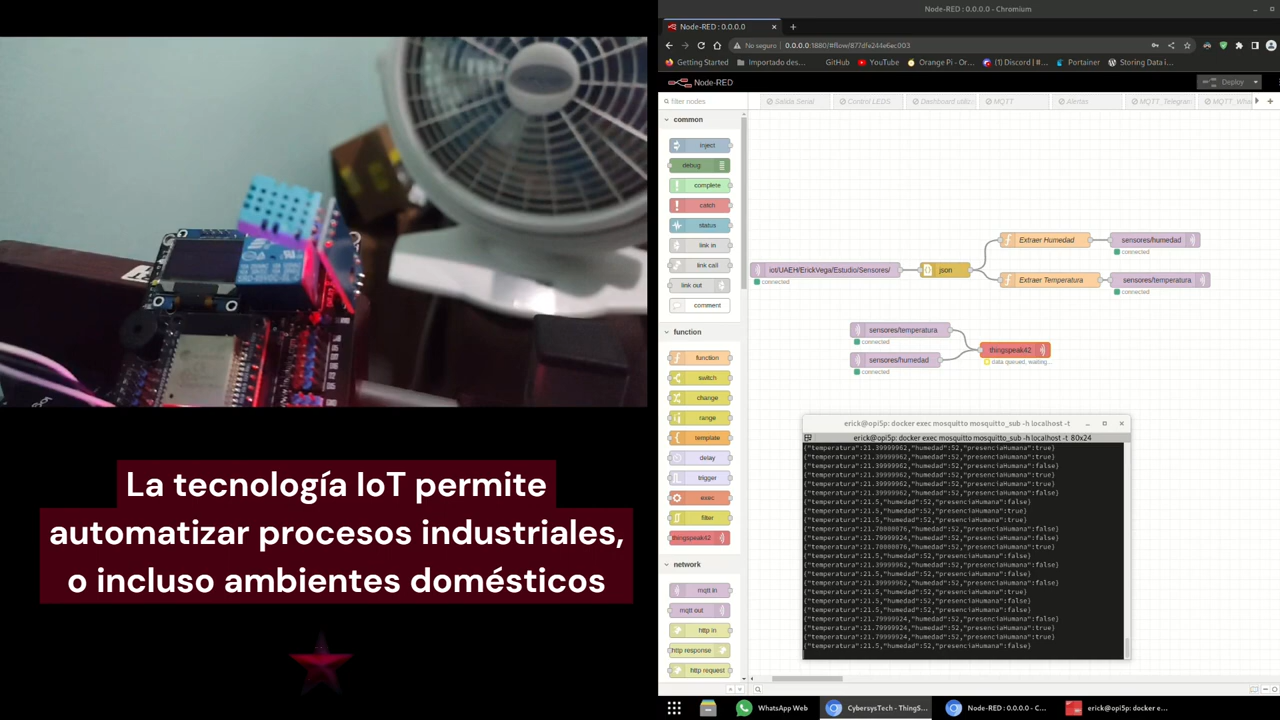 La tecnología IoT permite
automatizar procesos industriales,
o incluso ambientes domésticos
Node-RED : 0.0.0.0 - Chromium
Node-RED : 0.0.0.0
No seguro 0.0.0.0:1880/#flow/877dfe244e6ec003
Getting Started Importado des... GitHub YouTube Orange Pi - Or... (1) Discord | #... Portainer Storing Data i...
Node-RED Deploy
filter nodes Salida Serial Control LEDS MQTT Alertas
common
inject
debug
complete
catch
status
link in
link call
link out
comment
function
function
switch
change
range
template
delay
trigger
exec
filter
thingspeak42
network
mqtt in
mqtt out
http in
http response
http request
Extraer Humedad sensores/humedad
connected
iot/UAEH/ErickVega/Estudio/Sensores/ json
connected
Extraer Temperatura sensores/temperatura
connected
sensores/temperatura
connected
thingspeak42
data queued, waiting...
sensores/humedad
connected
erick@opi5p: docker exec mosquitto mosquitto_sub -h localhost -t
erick@opi5p: docker exec mosquitto mosquitto_sub -h localhost -t 80x24
{"temperatura":21.39999962,"humedad":52,"presenciaHumana":true}
{"temperatura":21.39999962,"humedad":52,"presenciaHumana":true}
{"temperatura":21.39999962,"humedad":52,"presenciaHumana":false}
{"temperatura":21.39999962,"humedad":52,"presenciaHumana":true}
{"temperatura":21.39999962,"humedad":52,"presenciaHumana":true}
{"temperatura":21.39999962,"humedad":52,"presenciaHumana":false}
{"temperatura":21.5,"humedad":52,"presenciaHumana":false}
{"temperatura":21.5,"humedad":52,"presenciaHumana":true}
{"temperatura":21.5,"humedad":52,"presenciaHumana":true}
{"temperatura":21.70000076,"humedad":52,"presenciaHumana":false}
{"temperatura":21.79999924,"humedad":52,"presenciaHumana":false}
{"temperatura":21.70000076,"humedad":52,"presenciaHumana":true}
{"temperatura":21.5,"humedad":52,"presenciaHumana":false}
{"temperatura":21.39999962,"humedad":52,"presenciaHumana":false}
{"temperatura":21.39999962,"humedad":52,"presenciaHumana":true}
{"temperatura":21.39999962,"humedad":52,"presenciaHumana":false}
{"temperatura":21.5,"humedad":52,"presenciaHumana":true}
{"temperatura":21.5,"humedad":52,"presenciaHumana":true}
{"temperatura":21.5,"humedad":52,"presenciaHumana":false}
{"temperatura":21.79999924,"humedad":52,"presenciaHumana":false}
{"temperatura":21.79999924,"humedad":52,"presenciaHumana":true}
{"temperatura":21.79999924,"humedad":52,"presenciaHumana":true}
{"temperatura":21.5,"humedad":52,"presenciaHumana":false}
WhatsApp Web CybersysTech - ThingS... Node-RED : 0.0.0.0 - C... erick@opi5p: docker e...